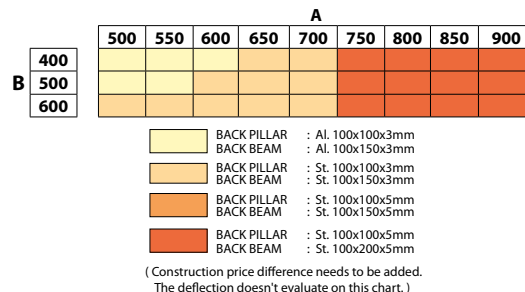 A
500 550 600 650 700 750 800 850 900
400
B 500
600
BACK PILLAR : Al. 100x100x3mm
BACK BEAM : Al. 100x150x3mm
BACK PILLAR : St. 100x100x3mm
BACK BEAM : St. 100x150x3mm
BACK PILLAR : St. 100x100x5mm
BACK BEAM : St. 100x150x5mm
BACK PILLAR : St. 100x100x5mm
BACK BEAM : St. 100x200x5mm
( Construction price difference needs to be added.
The deflection doesn't evaluate on this chart. )